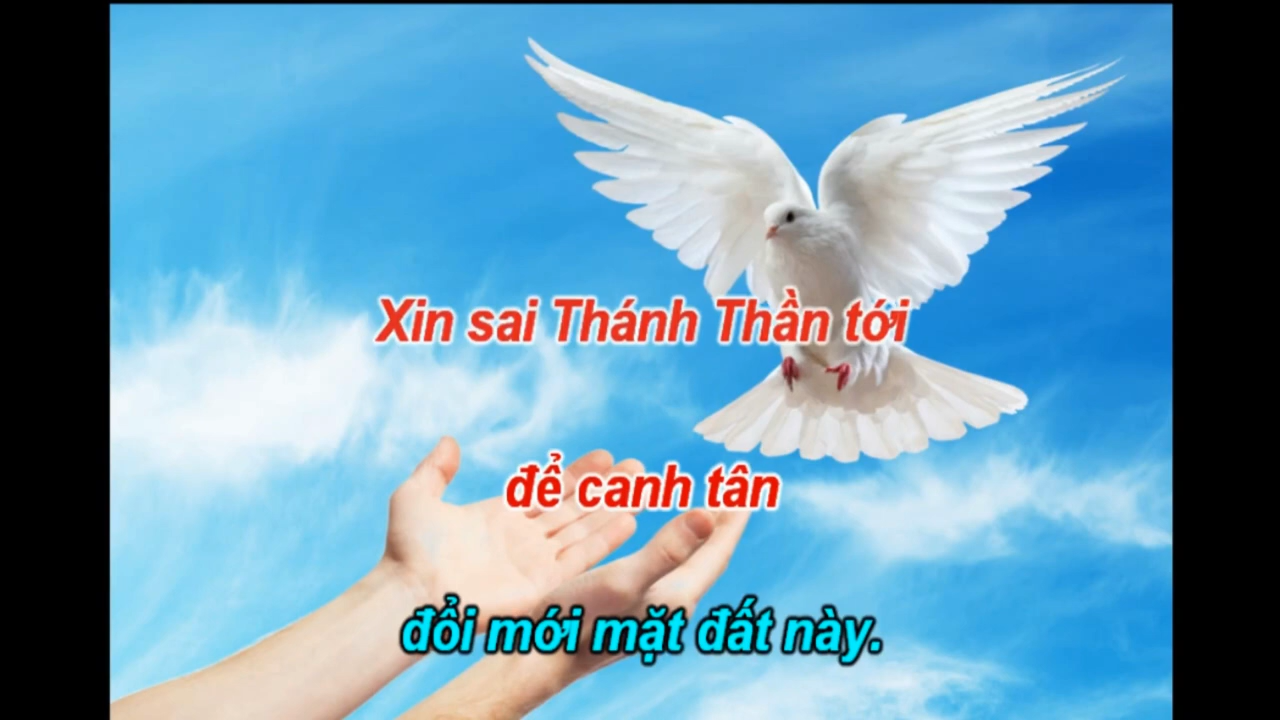 Xin sai Thánh Thần tới
để canh tân
đổi mới mặt đất này.